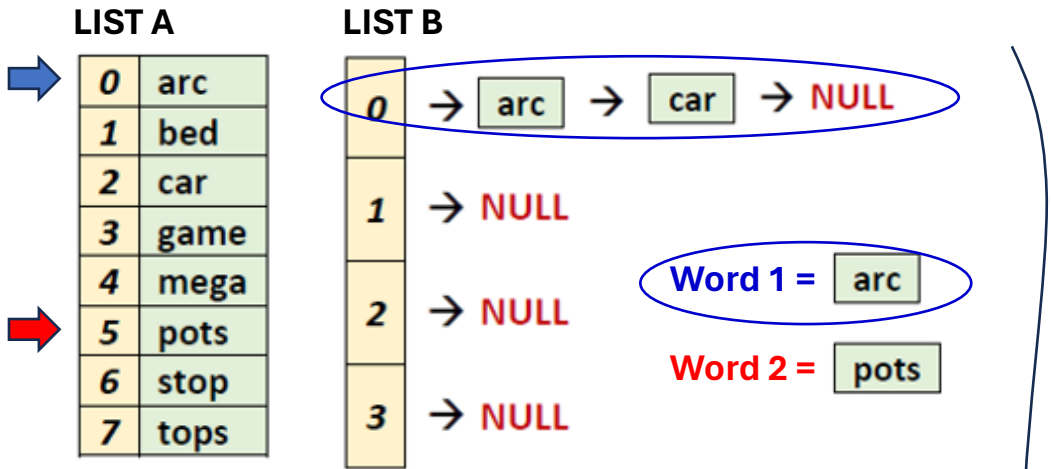 LIST A
0 arc
1 bed
2 car
3 game
4 mega
5 pots
6 stop
7 tops
LIST B
0 → arc → car → NULL
1 → NULL
2 → NULL
3 → NULL
Word 1 = arc
Word 2 = pots